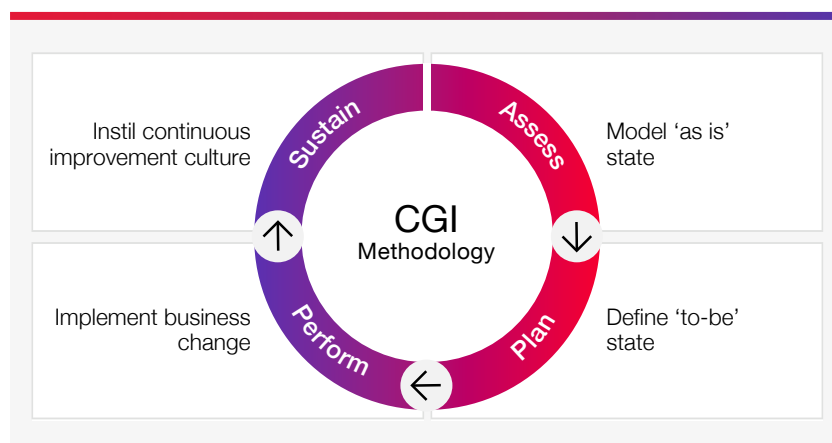 Instil continuous
improvement culture
Sustain
Assess
Model ‘as is’
state
CGI
Methodology
Implement business
change
Perform
Plan
Define ‘to-be’
state